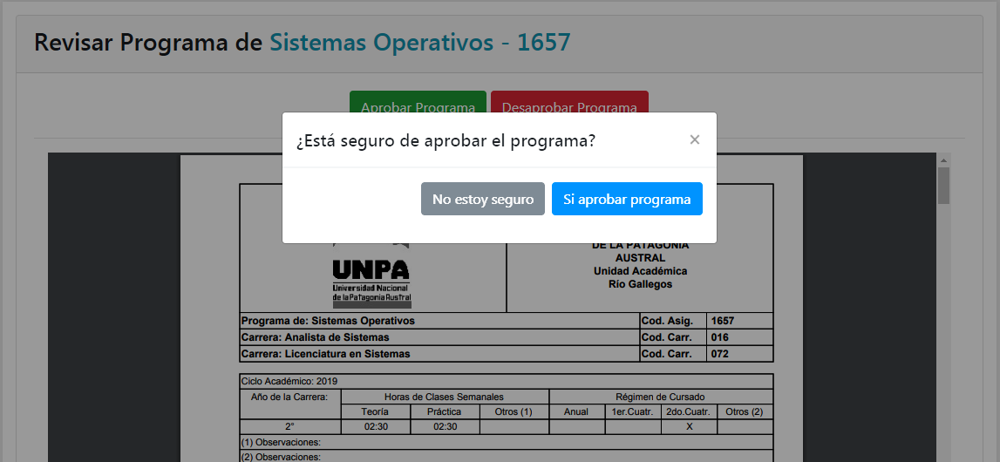 Revisar Programa de Sistemas Operativos - 1657
Aprobar Programa
Desaprobar Programa
¿Está seguro de aprobar el programa?
×
No estoy seguro
Si aprobar programa
UNPA
Universidad Nacional
de la Patagonia Austral
DE LA PATAGONIA
AUSTRAL
Unidad Académica
Río Gallegos
Programa de: Sistemas Operativos Cod. Asig. 1657
Carrera: Analista de Sistemas Cod. Carr. 016
Carrera: Licenciatura en Sistemas Cod. Carr. 072
Ciclo Académico: 2019
Año de la Carrera: Horas de Clases Semanales Régimen de Cursado
Teoría Práctica Otros (1) Anual 1er.Cuatr. 2do.Cuatr. Otros (2)
2° 02:30 02:30 X
(1) Observaciones:
(2) Observaciones: